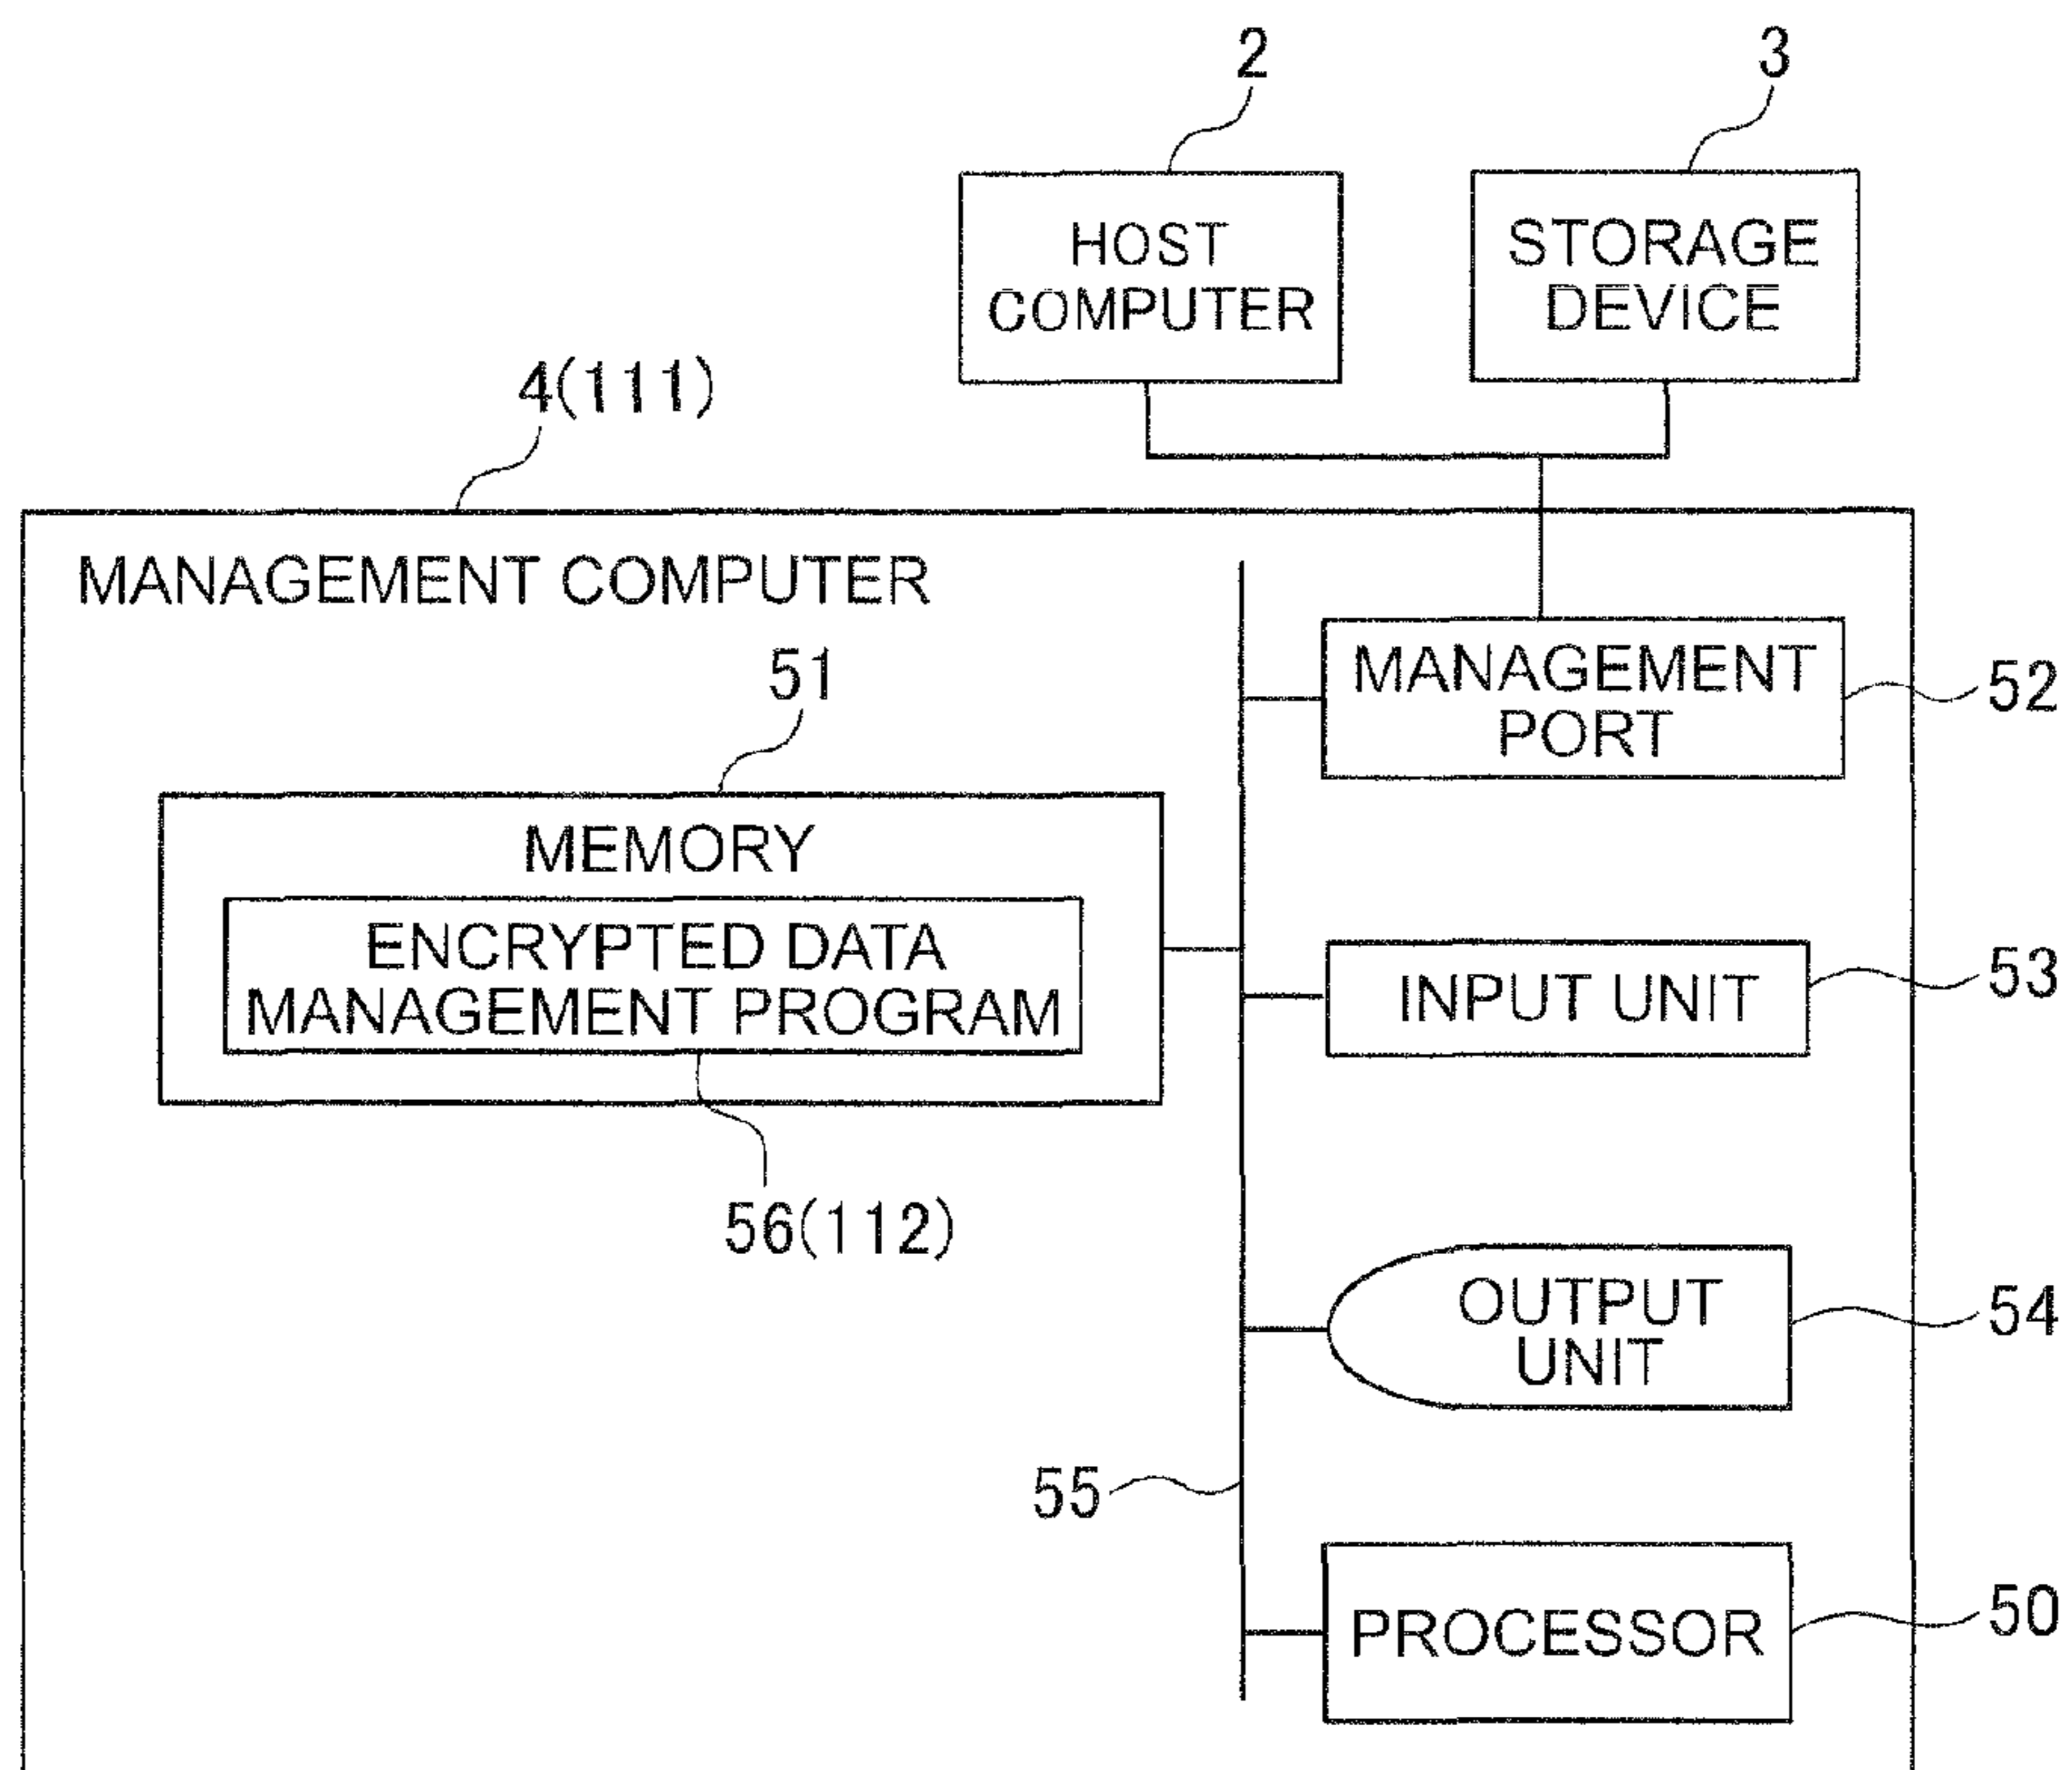 2
3
HOST
COMPUTER
STORAGE
DEVICE
4(111)
MANAGEMENT COMPUTER
51
MANAGEMENT
PORT
52
MEMORY
ENCRYPTED DATA
MANAGEMENT PROGRAM
56(112)
INPUT UNIT
53
OUTPUT
UNIT
54
55
PROCESSOR
50